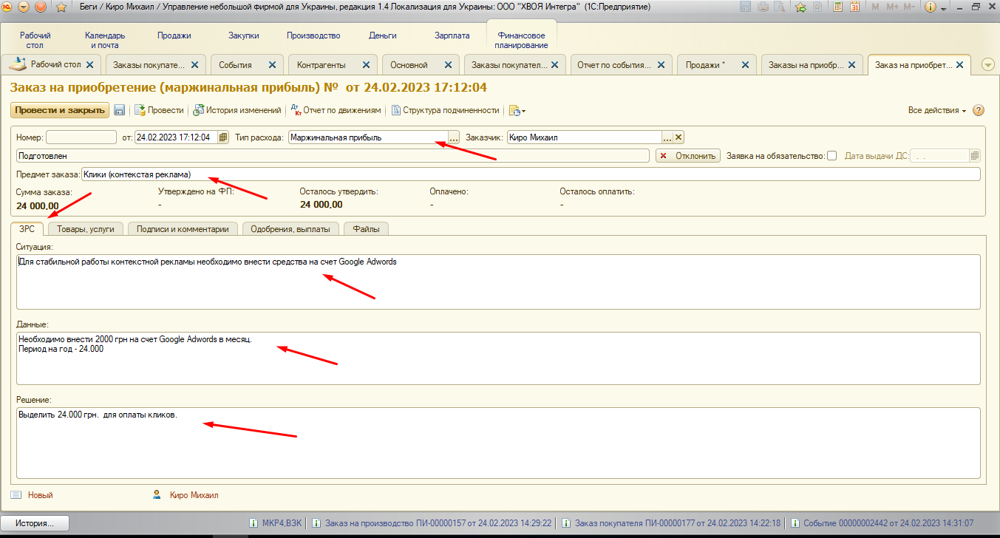 Беги / Киро Михаил / Управление небольшой фирмой для Украины, редакция 1.4 Локализация для Украины: ООО "ХВОЯ Интегра" (1С:Предприятие)
M M+ M-
Рабочий стол
Календарь и почта
Продажи
Закупки
Производство
Деньги
Зарплата
Финансовое планирование
Рабочий стол
Заказы покупате...
События
Контрагенты
Основной
Заказы покупател...
Отчет по события...
Продажи *
Заказы на приобр...
Заказ на приобрет...
Заказ на приобретение (маржинальная прибыль) № от 24.02.2023 17:12:04
Провести и закрыть
Провести
История изменений
Дт Кт Отчет по движениям
Структура подчиненности
Все действия
Номер:
от: 24.02.2023 17:12:04
Тип расхода: Маржинальная прибыль ...
Заказчик: Киро Михаил ...
Подготовлен
Отклонить
Заявка на обязательство:
Дата выдачи ДС: . .
Предмет заказа: Клики (контекстая реклама)
Сумма заказа: Утверждено на ФП: Осталось утвердить: Оплачено: Осталось оплатить:
24 000,00 - 24 000,00 - -
ЗРС
Товары, услуги
Подписи и комментарии
Одобрения, выплаты
Файлы
Ситуация:
Для стабильной работы контекстной рекламы необходимо внести средства на счет Google Adwords
Данные:
Необходимо внести 2000 грн на счет Google Adwords в месяц.
Период на год - 24.000
Решение:
Выделить 24.000 грн. для оплаты кликов.
Новый
Киро Михаил
История...
МКР4,ВЗК
Заказ на производство ПИ-00000157 от 24.02.2023 14:29:22
Заказ покупателя ПИ-00000177 от 24.02.2023 14:22:18
Событие 00000002442 от 24.02.2023 14:31:07